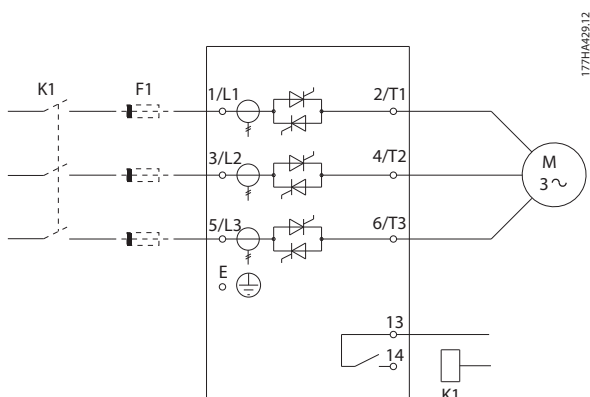 177HA429.12
K1
F1
1/L1
2/T1
3/L2
4/T2
M
3~
5/L3
6/T3
E
13
14
K1